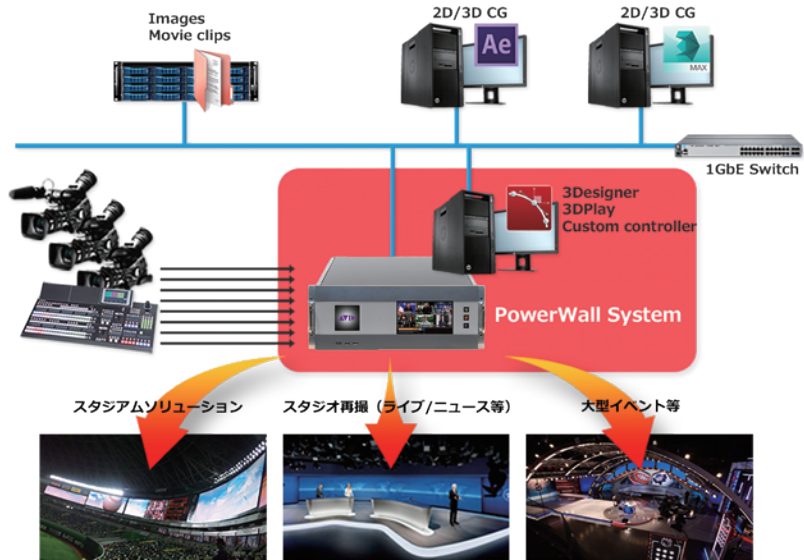 Images
Movie clips
2D/3D CG
2D/3D CG
Ae
MAX
1GbE Switch
3Designer
3DPlay
Custom controller
AVID
PowerWall System
スタジアムソリューション
スタジオ再撮（ライブ/ニュース等）
大型イベント等